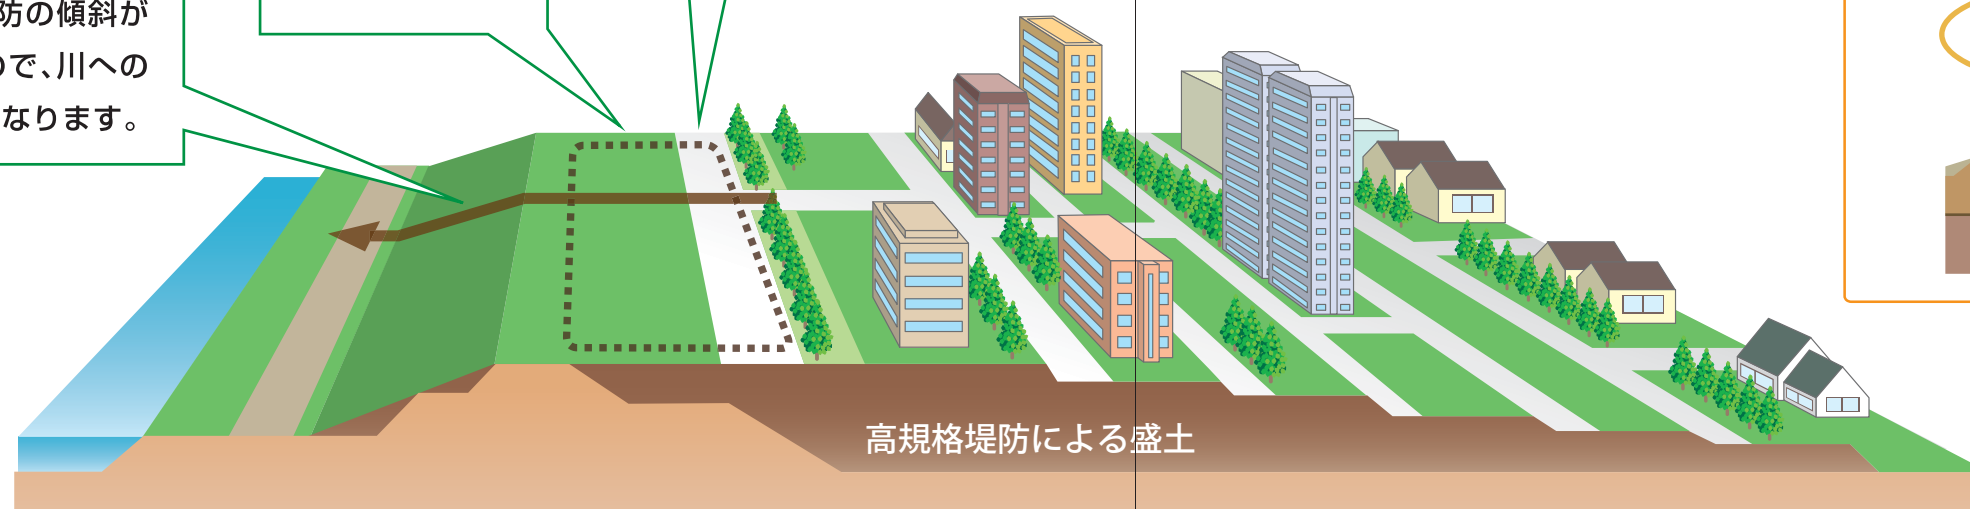 防の傾斜が
ので、川への
なります。
高規格堤防による盛土